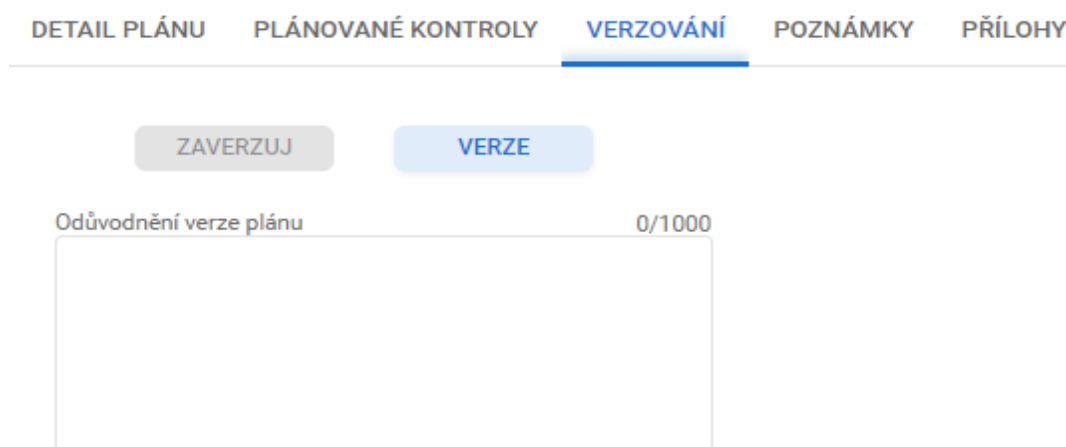 DETAIL PLÁNU PLÁNOVANÉ KONTROLY VERZOVÁNÍ POZNÁMKY PŘÍLOHY
ZAVERZUJ VERZE
Odůvodnění verze plánu 0/1000